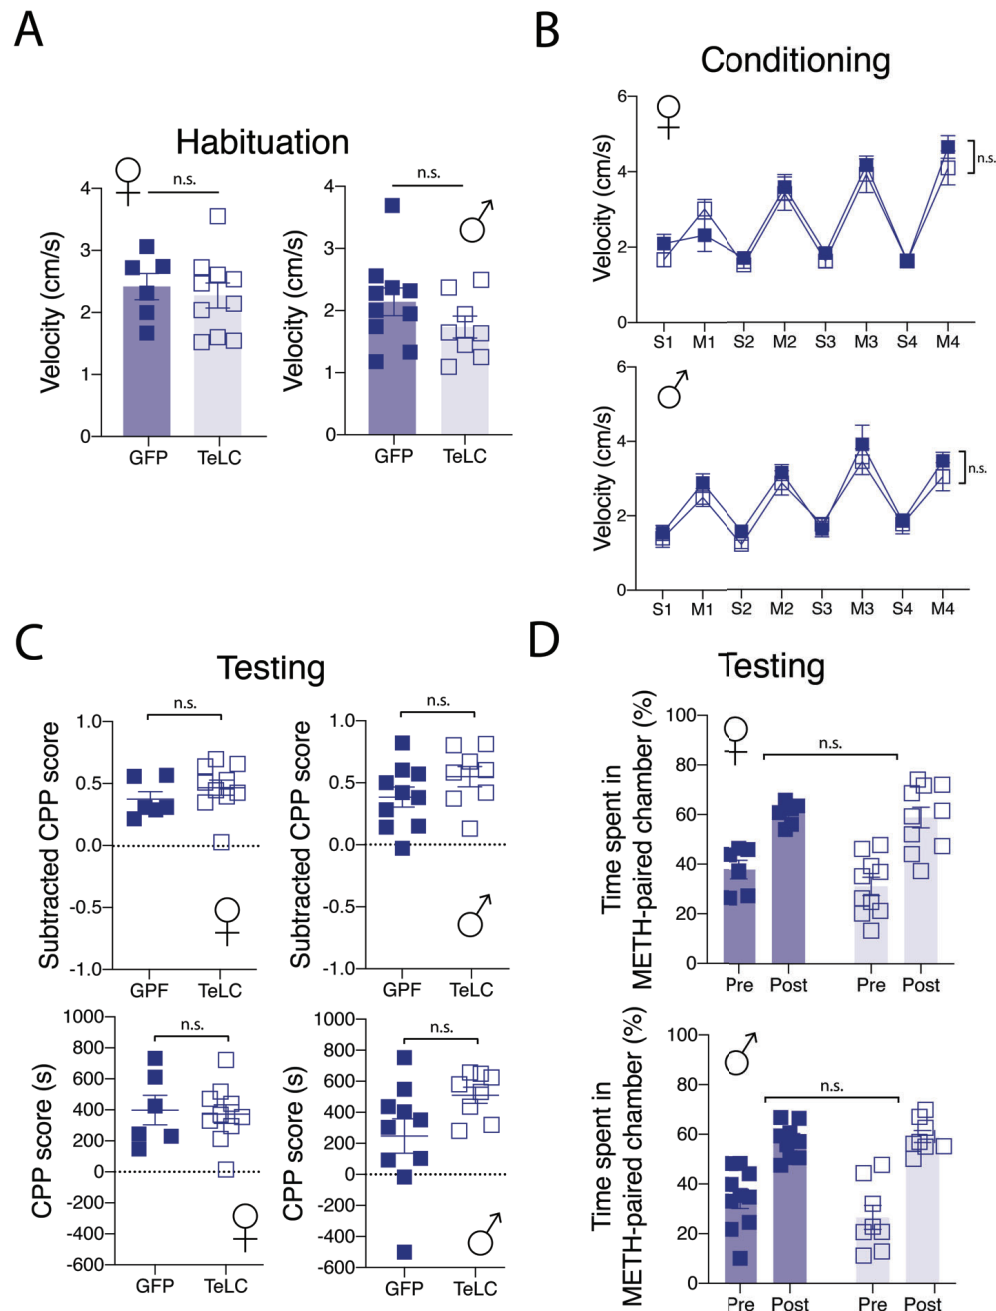 A
Habituation
♀
n.s.
Velocity (cm/s)
4
3
2
1
0
GFP TeLC
♂
n.s.
Velocity (cm/s)
4
3
2
1
0
GFP TeLC
B
Conditioning
♀
Velocity (cm/s)
6
4
2
0
n.s.
S1 M1 S2 M2 S3 M3 S4 M4
♂
Velocity (cm/s)
6
4
2
0
n.s.
S1 M1 S2 M2 S3 M3 S4 M4
C
Testing
n.s.
Subtracted CPP score
1.0
0.5
0.0
-0.5
-1.0
♀
GPF TeLC
n.s.
Subtracted CPP score
1.0
0.5
0.0
-0.5
-1.0
♂
GPF TeLC
n.s.
CPP score (s)
1000
800
600
400
200
0
-200
-400
-600
♀
GFP TeLC
n.s.
CPP score (s)
1000
800
600
400
200
0
-200
-400
-600
♂
GFP TeLC
D
Testing
♀
n.s.
Time spent in
METH-paired chamber (%)
100
80
60
40
20
0
Pre Post Pre Post
♂
n.s.
Time spent in
METH-paired chamber (%)
100
80
60
40
20
0
Pre Post Pre Post